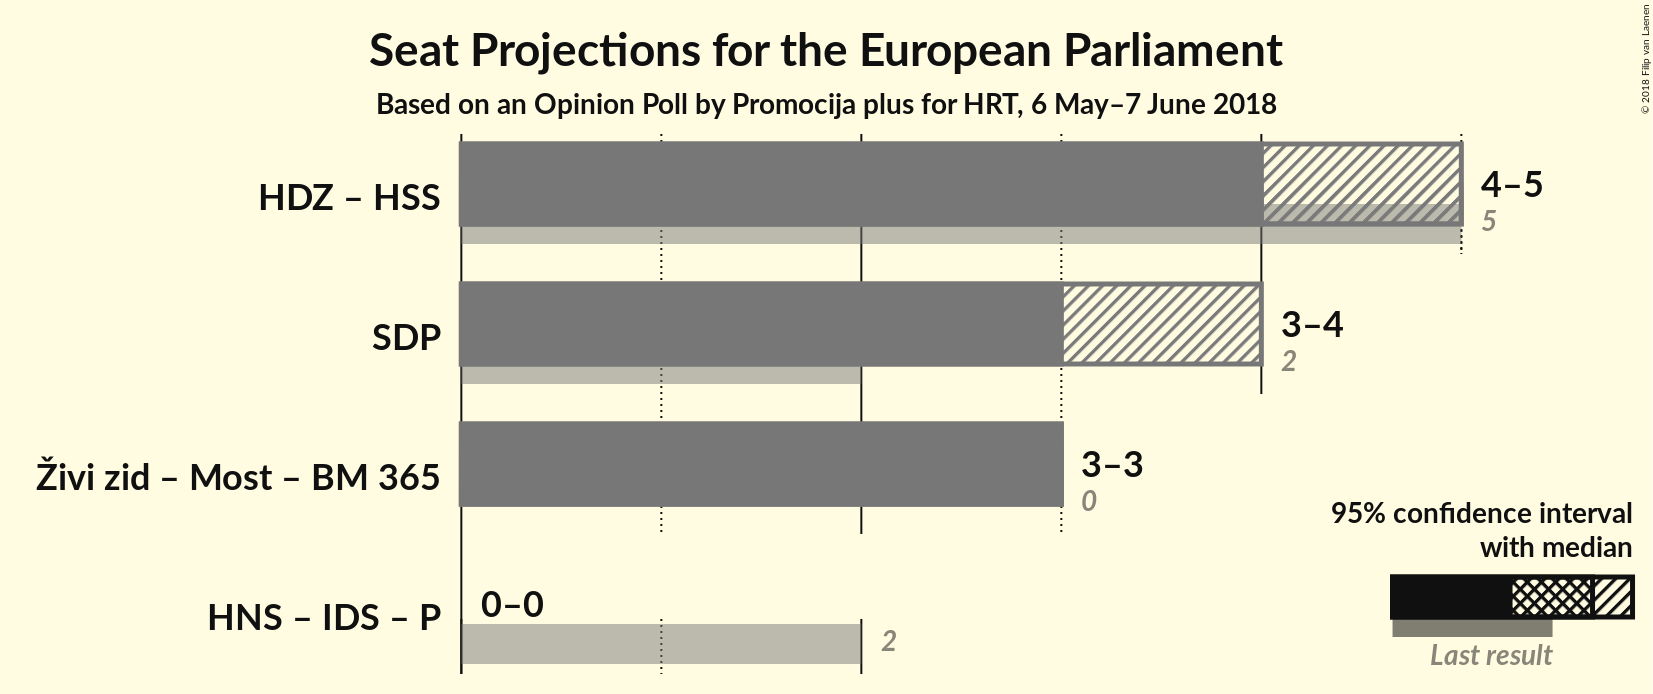 Seat Projections for the European Parliament
Based on an Opinion Poll by Promocija plus for HRT, 6 May–7 June 2018
© 2018 Filip van Laenen
HDZ – HSS
4–5
5
SDP
3–4
2
Živi zid – Most – BM 365
3–3
0
HNS – IDS – P
0–0
2
95% confidence interval
with median
Last result